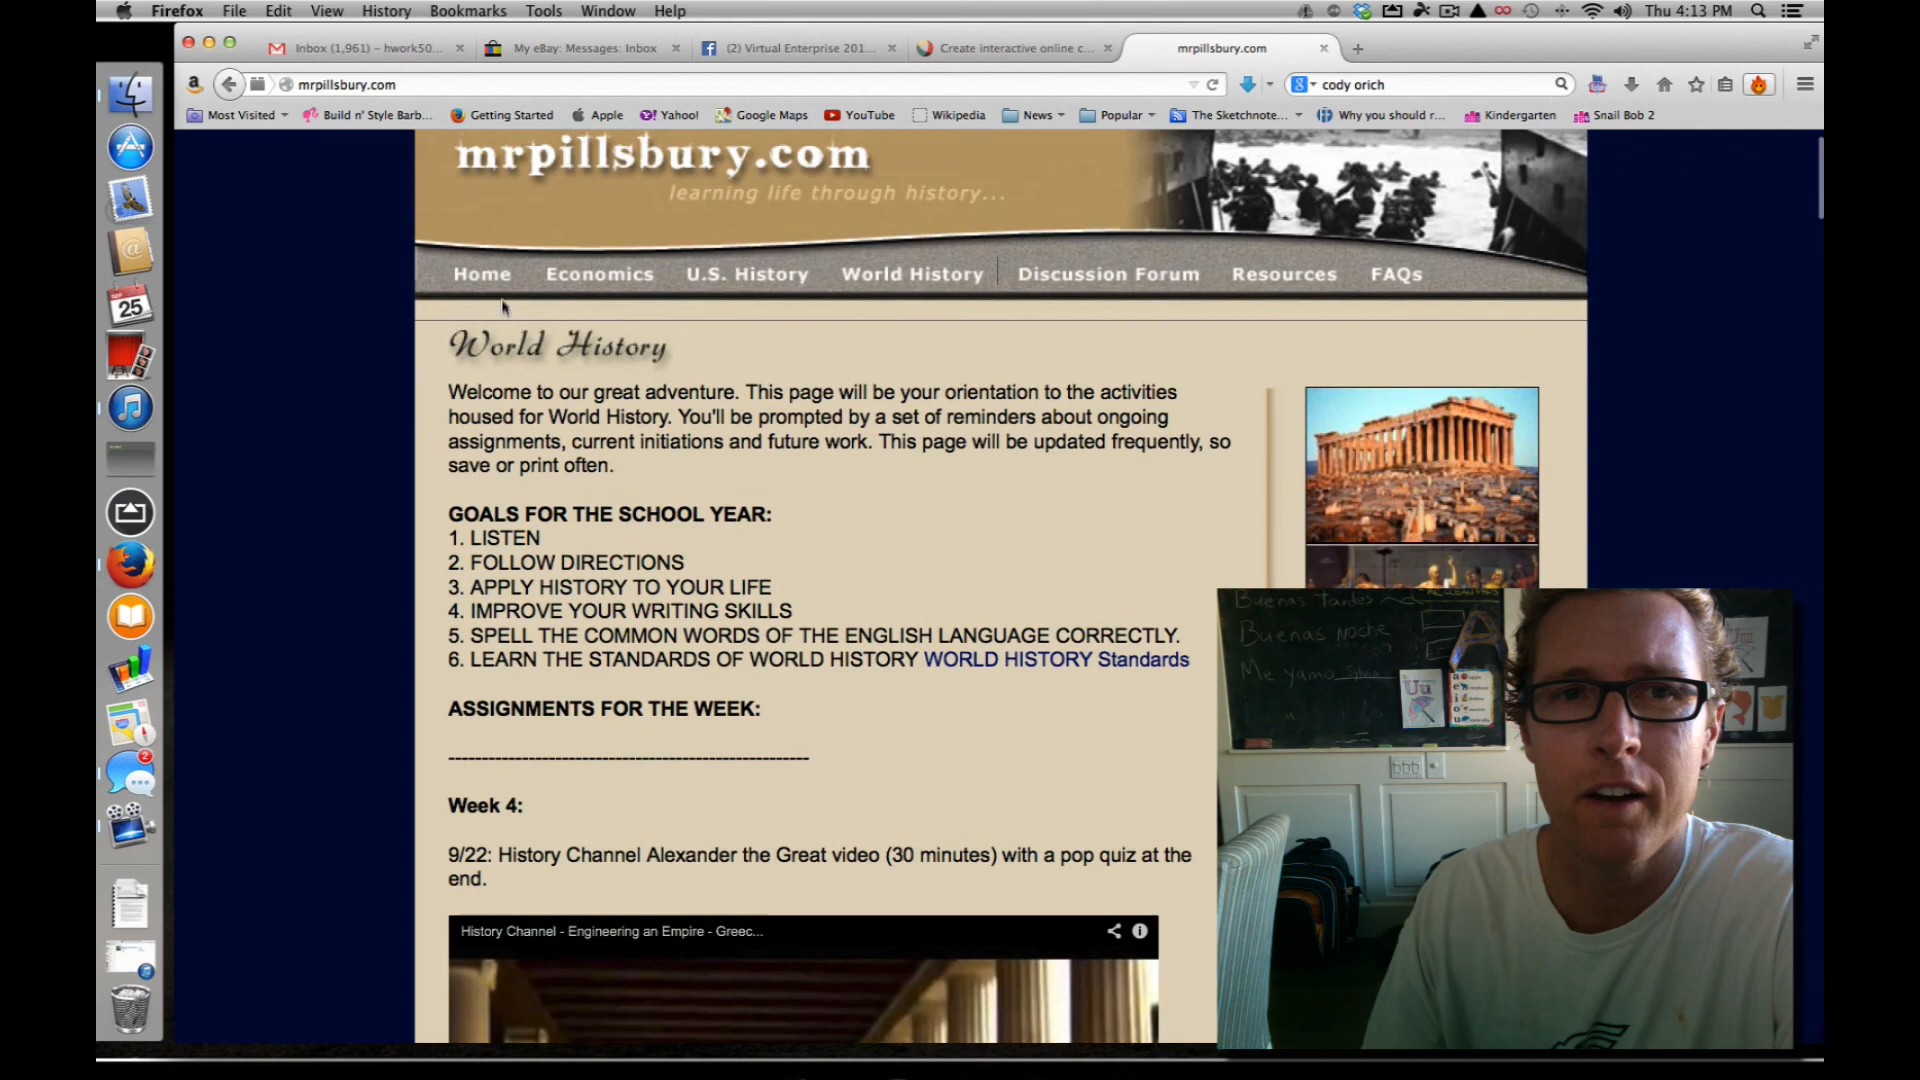 Firefox File Edit View History Bookmarks Tools Window Help Thu 4:13 PM
Inbox (1,961) – hwork50... My eBay: Messages: Inbox (2) Virtual Enterprise 201... Create interactive online c... mrpillsbury.com
mrpillsbury.com cody orich
Most Visited Build n' Style Barb... Getting Started Apple Yahoo! Google Maps YouTube Wikipedia News Popular The Sketchnote... Why you should r... Kindergarten Snail Bob 2
mrpillsbury.com
learning life through history...
Home Economics U.S. History World History Discussion Forum Resources FAQs
World History
Welcome to our great adventure. This page will be your orientation to the activities
housed for World History. You'll be prompted by a set of reminders about ongoing
assignments, current initiations and future work. This page will be updated frequently, so
save or print often.
GOALS FOR THE SCHOOL YEAR:
1. LISTEN
2. FOLLOW DIRECTIONS
3. APPLY HISTORY TO YOUR LIFE
4. IMPROVE YOUR WRITING SKILLS
5. SPELL THE COMMON WORDS OF THE ENGLISH LANGUAGE CORRECTLY.
6. LEARN THE STANDARDS OF WORLD HISTORY WORLD HISTORY Standards
ASSIGNMENTS FOR THE WEEK:
------------------------------------------------------
Week 4:
9/22: History Channel Alexander the Great video (30 minutes) with a pop quiz at the
end.
History Channel - Engineering an Empire - Greec...
SEP
25
2
Buenas Tardes
Buenas Noche
Me yamo
Uu